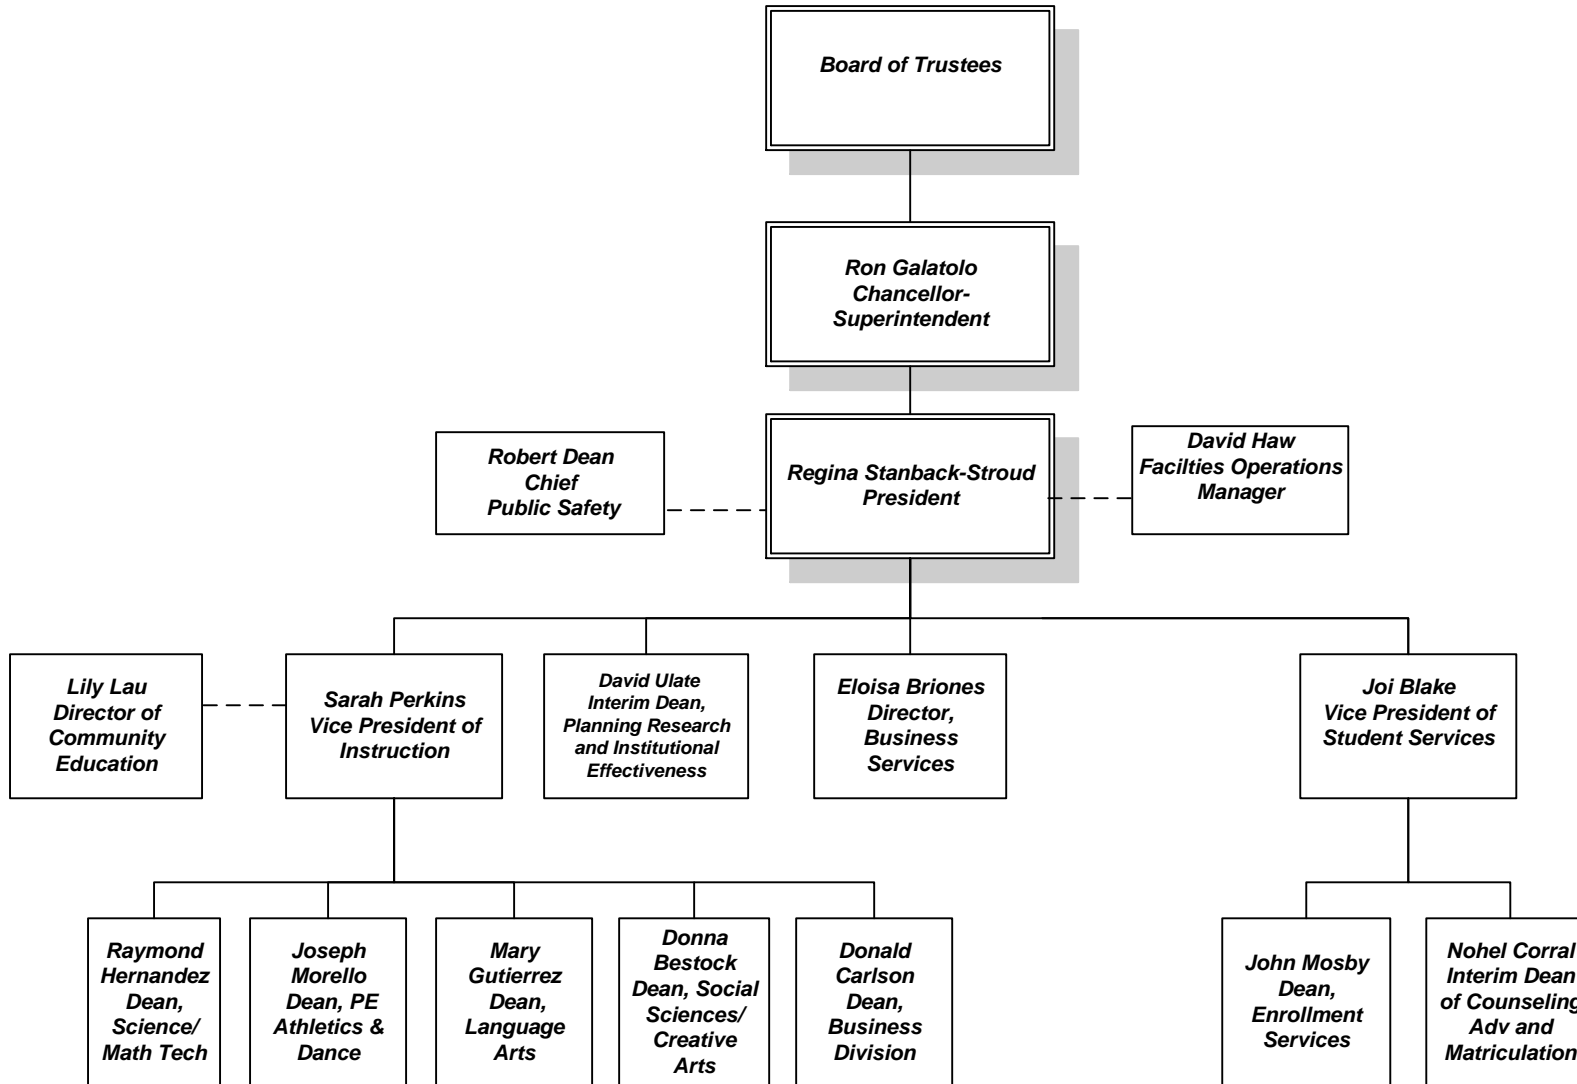 Board of Trustees
Ron Galatolo
Chancellor-
Superintendent
Robert Dean
Chief
Public Safety
Regina Stanback-Stroud
President
David Haw
Facilties Operations
Manager
Lily Lau
Director of
Community
Education
Sarah Perkins
Vice President of
Instruction
David Ulate
Interim Dean,
Planning Research
and Institutional
Effectiveness
Eloisa Briones
Director,
Business
Services
Joi Blake
Vice President of
Student Services
Raymond
Hernandez
Dean,
Science/
Math Tech
Joseph
Morello
Dean, PE
Athletics &
Dance
Mary
Gutierrez
Dean,
Language
Arts
Donna
Bestock
Dean, Social
Sciences/
Creative
Arts
Donald
Carlson
Dean,
Business
Division
John Mosby
Dean,
Enrollment
Services
Nohel Corral
Interim Dean
of Counseling
Adv and
Matriculation